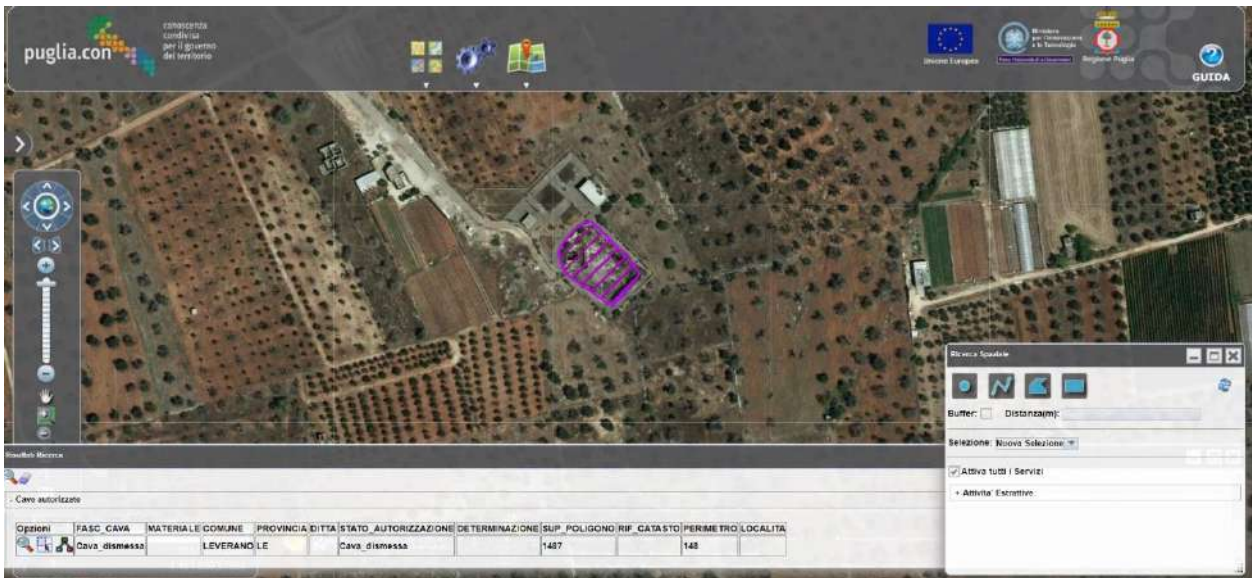 puglia.con
conoscenza
condivisa
per il governo
del territorio
Unione Europea
Regione Puglia
GUIDA
Ricerca Spaziale
Buffer: Distanza(m):
Selezione: Nuova Selezione
Attiva tutti i Servizi
+ Attivita' Estrattive
Risultati Ricerca
- Cave autorizzate
Opzioni FASC_CAVA MATERIALE COMUNE PROVINCIA DITTA STATO_AUTORIZZAZIONE DETERMINAZIONE SUP_POLIGONO RIF_CATASTO PERIMETRO LOCALITA
Cava_dismessa LEVERANO LE Cava_dismessa 1487 148